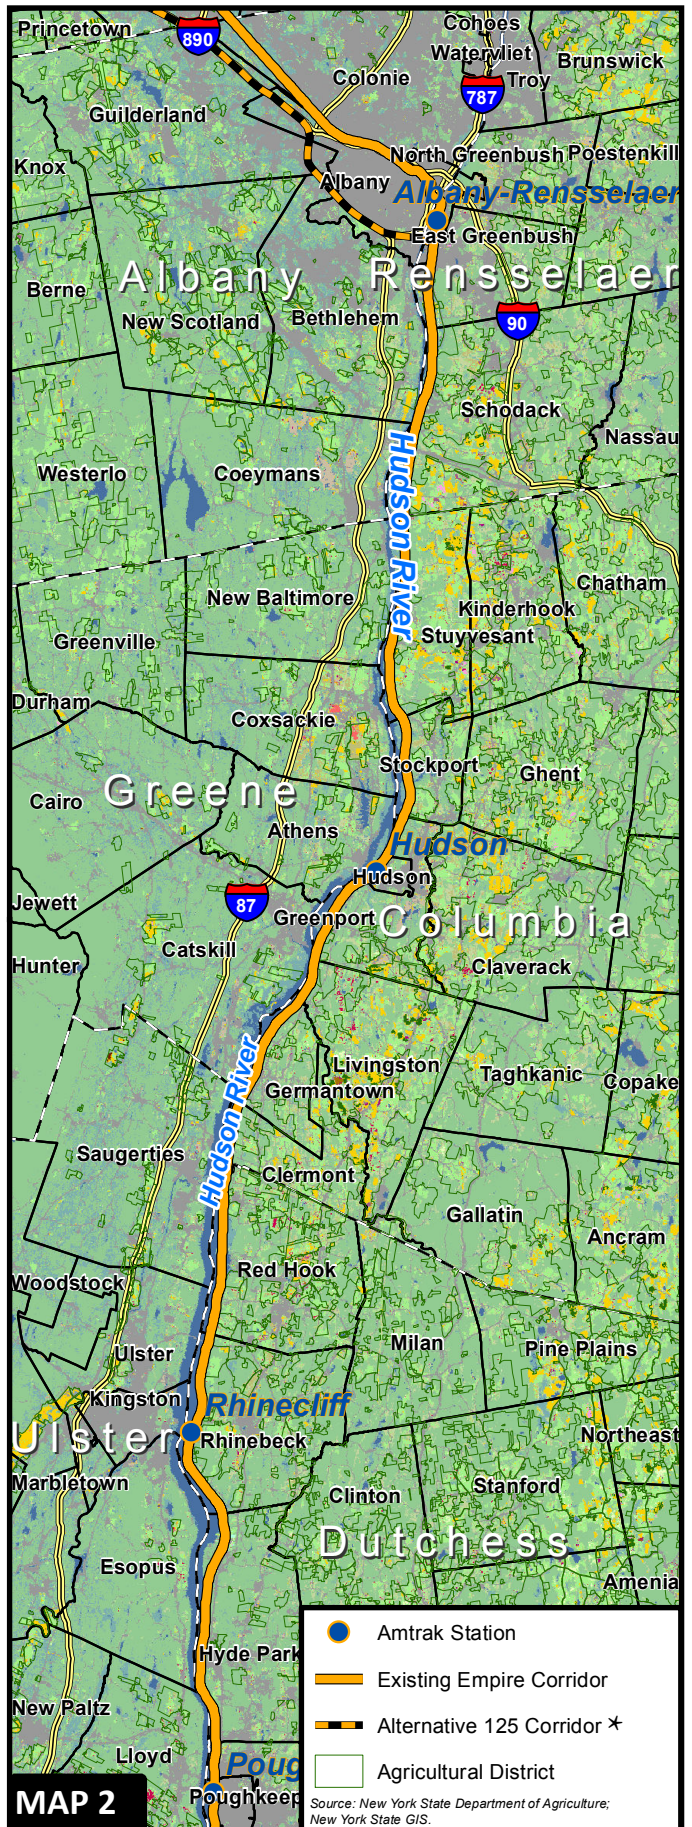 Princetown
Cohoes
890
Watervliet
Brunswick
Colonie
Troy
787
Guilderland
North Greenbush
Poestenkill
Knox
Albany
Albany-Rensselaer
East Greenbush
Albany
Rensselaer
Berne
New Scotland
Bethlehem
90
Schodack
Nassau
Hudson River
Westerlo
Coeymans
Chatham
New Baltimore
Kinderhook
Stuyvesant
Greenville
Durham
Coxsackie
Stockport
Ghent
Greene
Cairo
Athens
Hudson
Hudson
87
Jewett
Greenport
Columbia
Catskill
Hunter
Claverack
Hudson River
Livingston
Taghkanic
Copake
Germantown
Saugerties
Clermont
Gallatin
Ancram
Red Hook
Woodstock
Milan
Pine Plains
Ulster
Kingston
Rhinecliff
Ulster
Rhinebeck
Northeast
Marbletown
Clinton
Stanford
Dutchess
Esopus
Amenia
Hyde Park
New Paltz
Lloyd
Poug
Poughkeep
Amtrak Station
Existing Empire Corridor
Alternative 125 Corridor *
Agricultural District
Source: New York State Department of Agriculture;
New York State GIS.
MAP 2